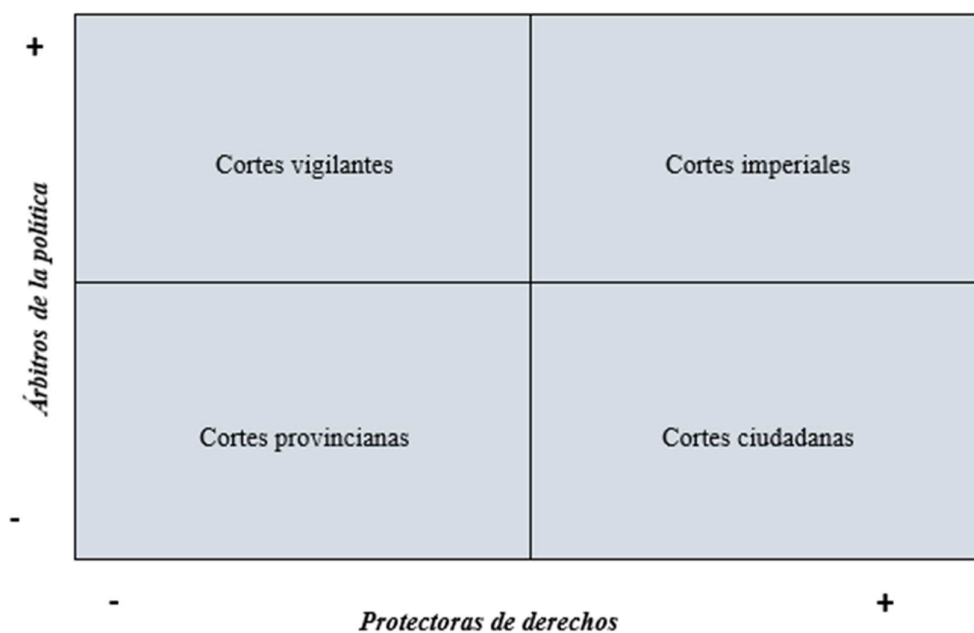 +
Cortes vigilantes
Cortes imperiales
Árbitros de la política
Cortes provincianas
Cortes ciudadanas
-
-
+
Protectoras de derechos